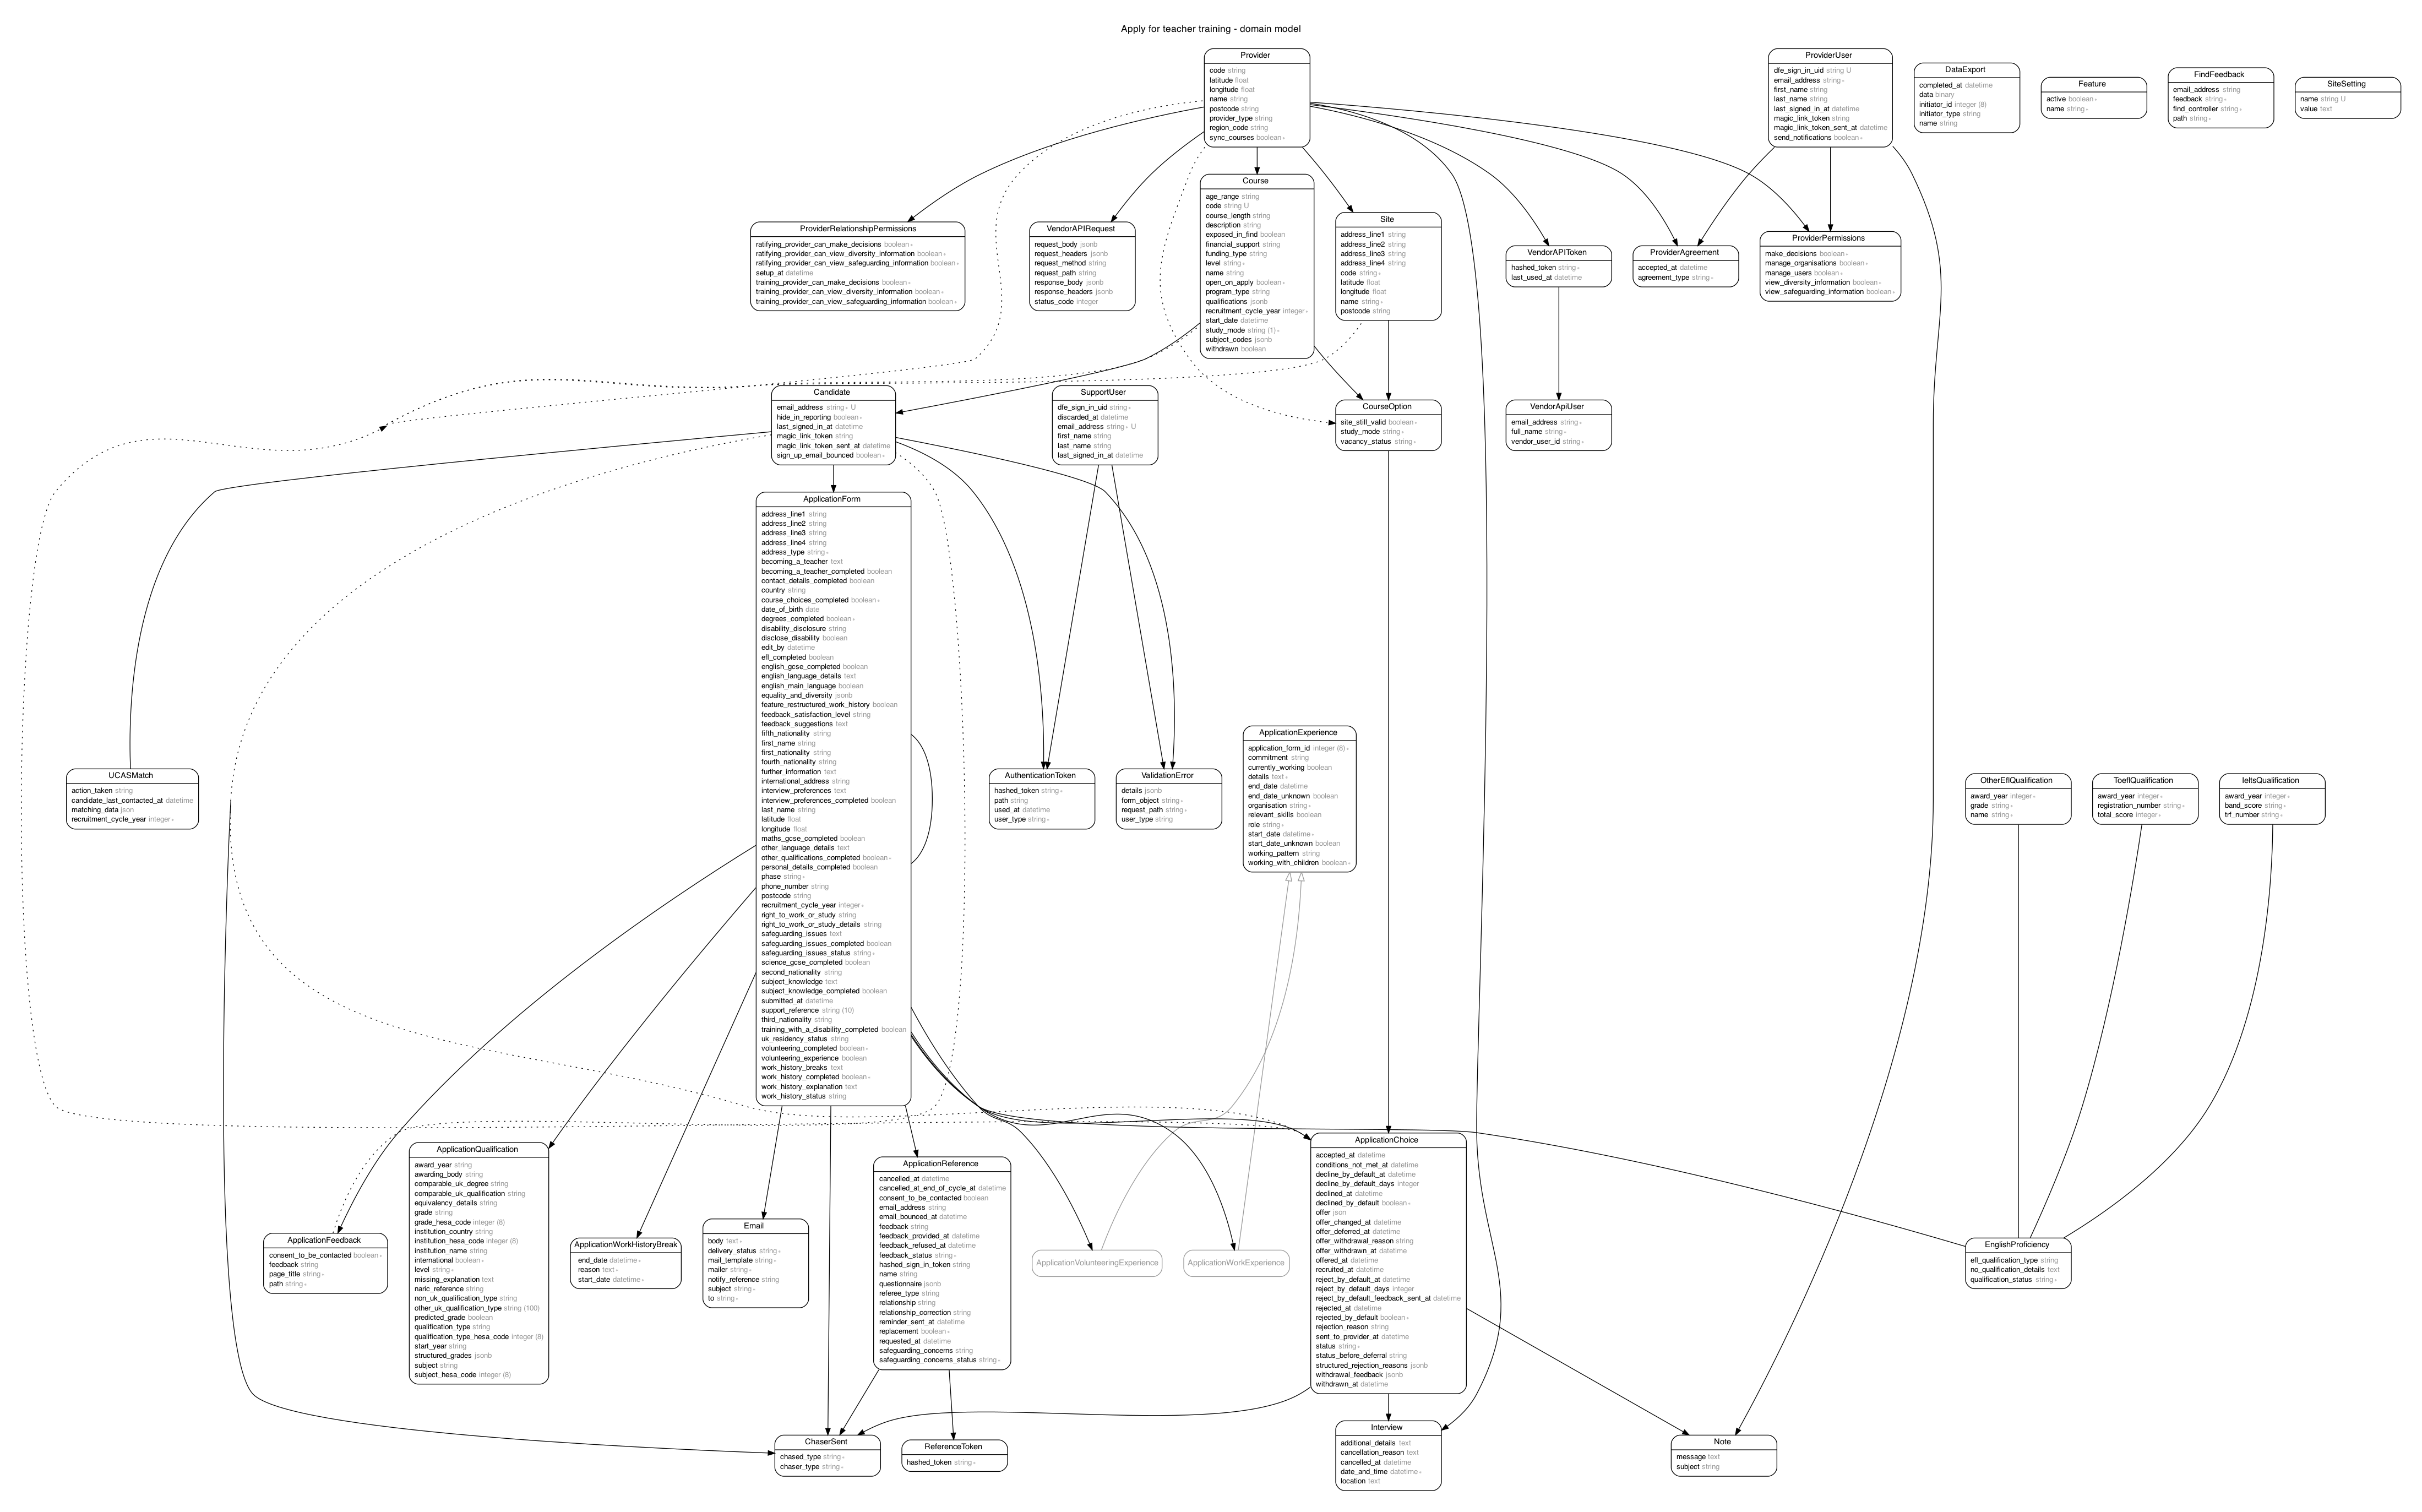 Apply for teacher training - domain model
Provider
code string
latitude float
longitude float
name string
postcode string
provider_type string
region_code string
sync_courses boolean ∗
ProviderUser
dfe_sign_in_uid string U
email_address string ∗
first_name string
last_name string
last_signed_in_at datetime
magic_link_token string
magic_link_token_sent_at datetime
send_notifications boolean ∗
DataExport
completed_at datetime
data binary
initiator_id integer (8)
initiator_type string
name string
Feature
active boolean ∗
name string ∗
FindFeedback
email_address string
feedback string ∗
find_controller string ∗
path string ∗
SiteSetting
name string U
value text
ProviderRelationshipPermissions
ratifying_provider_can_make_decisions boolean ∗
ratifying_provider_can_view_diversity_information boolean ∗
ratifying_provider_can_view_safeguarding_information boolean ∗
setup_at datetime
training_provider_can_make_decisions boolean ∗
training_provider_can_view_diversity_information boolean ∗
training_provider_can_view_safeguarding_information boolean ∗
VendorAPIRequest
request_body jsonb
request_headers jsonb
request_method string
request_path string
response_body jsonb
response_headers jsonb
status_code integer
Course
age_range string
code string U
course_length string
description string
exposed_in_find boolean
financial_support string
funding_type string
level string ∗
name string
open_on_apply boolean ∗
program_type string
qualifications jsonb
recruitment_cycle_year integer ∗
start_date datetime
study_mode string (1) ∗
subject_codes jsonb
withdrawn boolean
Site
address_line1 string
address_line2 string
address_line3 string
address_line4 string
code string ∗
latitude float
longitude float
name string ∗
postcode string
VendorAPIToken
hashed_token string ∗
last_used_at datetime
ProviderAgreement
accepted_at datetime
agreement_type string ∗
ProviderPermissions
make_decisions boolean ∗
manage_organisations boolean ∗
manage_users boolean ∗
view_diversity_information boolean ∗
view_safeguarding_information boolean ∗
Candidate
email_address string ∗ U
hide_in_reporting boolean ∗
last_signed_in_at datetime
magic_link_token string
magic_link_token_sent_at datetime
sign_up_email_bounced boolean ∗
SupportUser
dfe_sign_in_uid string ∗
discarded_at datetime
email_address string ∗ U
first_name string
last_name string
last_signed_in_at datetime
CourseOption
site_still_valid boolean ∗
study_mode string ∗
vacancy_status string ∗
VendorApiUser
email_address string ∗
full_name string ∗
vendor_user_id string ∗
ApplicationForm
address_line1 string
address_line2 string
address_line3 string
address_line4 string
address_type string ∗
becoming_a_teacher text
becoming_a_teacher_completed boolean
contact_details_completed boolean
country string
course_choices_completed boolean ∗
date_of_birth date
degrees_completed boolean ∗
disability_disclosure string
disclose_disability boolean
edit_by datetime
efl_completed boolean
english_gcse_completed boolean
english_language_details text
english_main_language boolean
equality_and_diversity jsonb
feature_restructured_work_history boolean
feedback_satisfaction_level string
feedback_suggestions text
fifth_nationality string
first_name string
first_nationality string
fourth_nationality string
further_information text
international_address string
interview_preferences text
interview_preferences_completed boolean
last_name string
latitude float
longitude float
maths_gcse_completed boolean
other_language_details text
other_qualifications_completed boolean ∗
personal_details_completed boolean
phase string ∗
phone_number string
postcode string
recruitment_cycle_year integer ∗
right_to_work_or_study string
right_to_work_or_study_details string
safeguarding_issues text
safeguarding_issues_completed boolean
safeguarding_issues_status string ∗
science_gcse_completed boolean
second_nationality string
subject_knowledge text
subject_knowledge_completed boolean
submitted_at datetime
support_reference string (10)
third_nationality string
training_with_a_disability_completed boolean
uk_residency_status string
volunteering_completed boolean ∗
volunteering_experience boolean
work_history_breaks text
work_history_completed boolean ∗
work_history_explanation text
work_history_status string
UCASMatch
action_taken string
candidate_last_contacted_at datetime
matching_data json
recruitment_cycle_year integer ∗
AuthenticationToken
hashed_token string ∗
path string
used_at datetime
user_type string ∗
ValidationError
details jsonb
form_object string ∗
request_path string ∗
user_type string
ApplicationExperience
application_form_id integer (8) ∗
commitment string
currently_working boolean
details text ∗
end_date datetime
end_date_unknown boolean
organisation string ∗
relevant_skills boolean
role string ∗
start_date datetime ∗
start_date_unknown boolean
working_pattern string
working_with_children boolean ∗
OtherEflQualification
award_year integer ∗
grade string ∗
name string ∗
ToeflQualification
award_year integer ∗
registration_number string ∗
total_score integer ∗
IeltsQualification
award_year integer ∗
band_score string ∗
trf_number string ∗
ApplicationFeedback
consent_to_be_contacted boolean ∗
feedback string
page_title string ∗
path string ∗
ApplicationQualification
award_year string
awarding_body string
comparable_uk_degree string
comparable_uk_qualification string
equivalency_details string
grade string
grade_hesa_code integer (8)
institution_country string
institution_hesa_code integer (8)
institution_name string
international boolean ∗
level string ∗
missing_explanation text
naric_reference string
non_uk_qualification_type string
other_uk_qualification_type string (100)
predicted_grade boolean
qualification_type string
qualification_type_hesa_code integer (8)
start_year string
structured_grades jsonb
subject string
subject_hesa_code integer (8)
ApplicationWorkHistoryBreak
end_date datetime ∗
reason text ∗
start_date datetime ∗
Email
body text ∗
delivery_status string ∗
mail_template string ∗
mailer string ∗
notify_reference string
subject string ∗
to string ∗
ApplicationReference
cancelled_at datetime
cancelled_at_end_of_cycle_at datetime
consent_to_be_contacted boolean
email_address string
email_bounced_at datetime
feedback string
feedback_provided_at datetime
feedback_refused_at datetime
feedback_status string ∗
hashed_sign_in_token string
name string
questionnaire jsonb
referee_type string
relationship string
relationship_correction string
reminder_sent_at datetime
replacement boolean ∗
requested_at datetime
safeguarding_concerns string
safeguarding_concerns_status string ∗
ApplicationVolunteeringExperience
ApplicationWorkExperience
ApplicationChoice
accepted_at datetime
conditions_not_met_at datetime
decline_by_default_at datetime
decline_by_default_days integer
declined_at datetime
declined_by_default boolean ∗
offer json
offer_changed_at datetime
offer_deferred_at datetime
offer_withdrawal_reason string
offer_withdrawn_at datetime
offered_at datetime
recruited_at datetime
reject_by_default_at datetime
reject_by_default_days integer
reject_by_default_feedback_sent_at datetime
rejected_at datetime
rejected_by_default boolean ∗
rejection_reason string
sent_to_provider_at datetime
status string ∗
status_before_deferral string
structured_rejection_reasons jsonb
withdrawal_feedback jsonb
withdrawn_at datetime
EnglishProficiency
efl_qualification_type string
no_qualification_details text
qualification_status string ∗
ChaserSent
chased_type string ∗
chaser_type string ∗
ReferenceToken
hashed_token string ∗
Interview
additional_details text
cancellation_reason text
cancelled_at datetime
date_and_time datetime ∗
location text
Note
message text
subject string